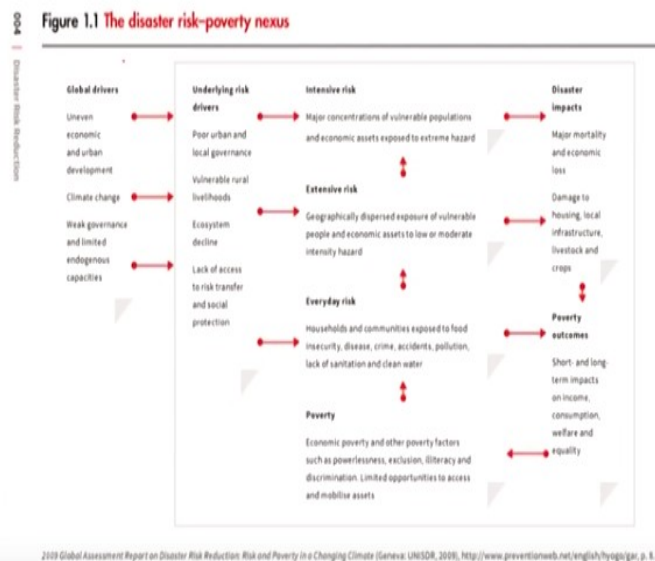 004 | Disaster Risk Reduction
Figure 1.1 The disaster risk–poverty nexus
Global drivers
Uneven
economic
and urban
development
Climate change
Weak governance
and limited
endogenous
capacities
Underlying risk
drivers
Poor urban and
local governance
Vulnerable rural
livelihoods
Ecosystem
decline
Lack of access
to risk transfer
and social
protection
Intensive risk
Major concentrations of vulnerable populations
and economic assets exposed to extreme hazard
Extensive risk
Geographically dispersed exposure of vulnerable
people and economic assets to low or moderate
intensity hazard
Everyday risk
Households and communities exposed to food
insecurity, disease, crime, accidents, pollution,
lack of sanitation and clean water
Poverty
Economic poverty and other poverty factors
such as powerlessness, exclusion, illiteracy and
discrimination. Limited opportunities to access
and mobilise assets
Disaster
impacts
Major mortality
and economic
loss
Damage to
housing, local
infrastructure,
livestock and
crops
Poverty
outcomes
Short- and long-
term impacts
on income,
consumption,
welfare and
equality
2009 Global Assessment Report on Disaster Risk Reduction: Risk and Poverty in a Changing Climate (Geneva: UNISDR, 2009), http://www.preventionweb.net/english/hyogo/gar, p. 8.